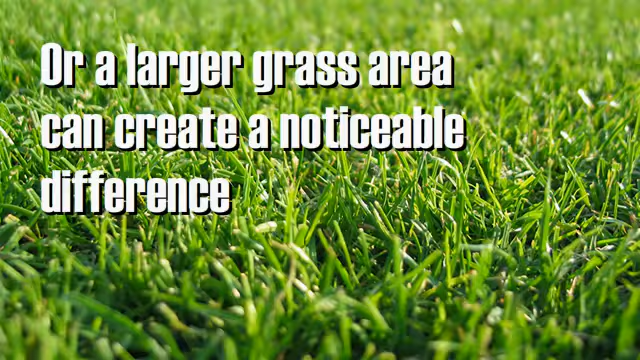 Or a larger grass area
can create a noticeable
difference